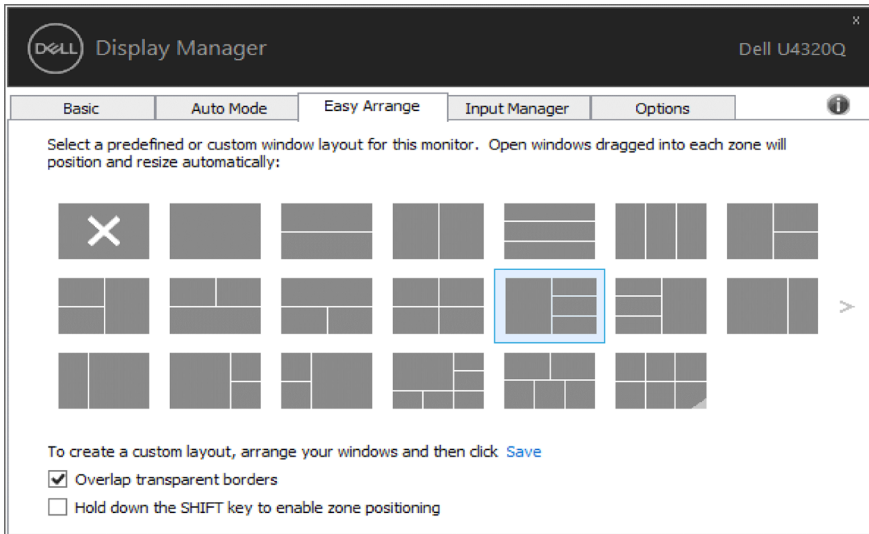 x
DELL Display Manager
Dell U4320Q
Basic Auto Mode Easy Arrange Input Manager Options i
Select a predefined or custom window layout for this monitor. Open windows dragged into each zone will
position and resize automatically:
>
To create a custom layout, arrange your windows and then click Save
Overlap transparent borders
Hold down the SHIFT key to enable zone positioning